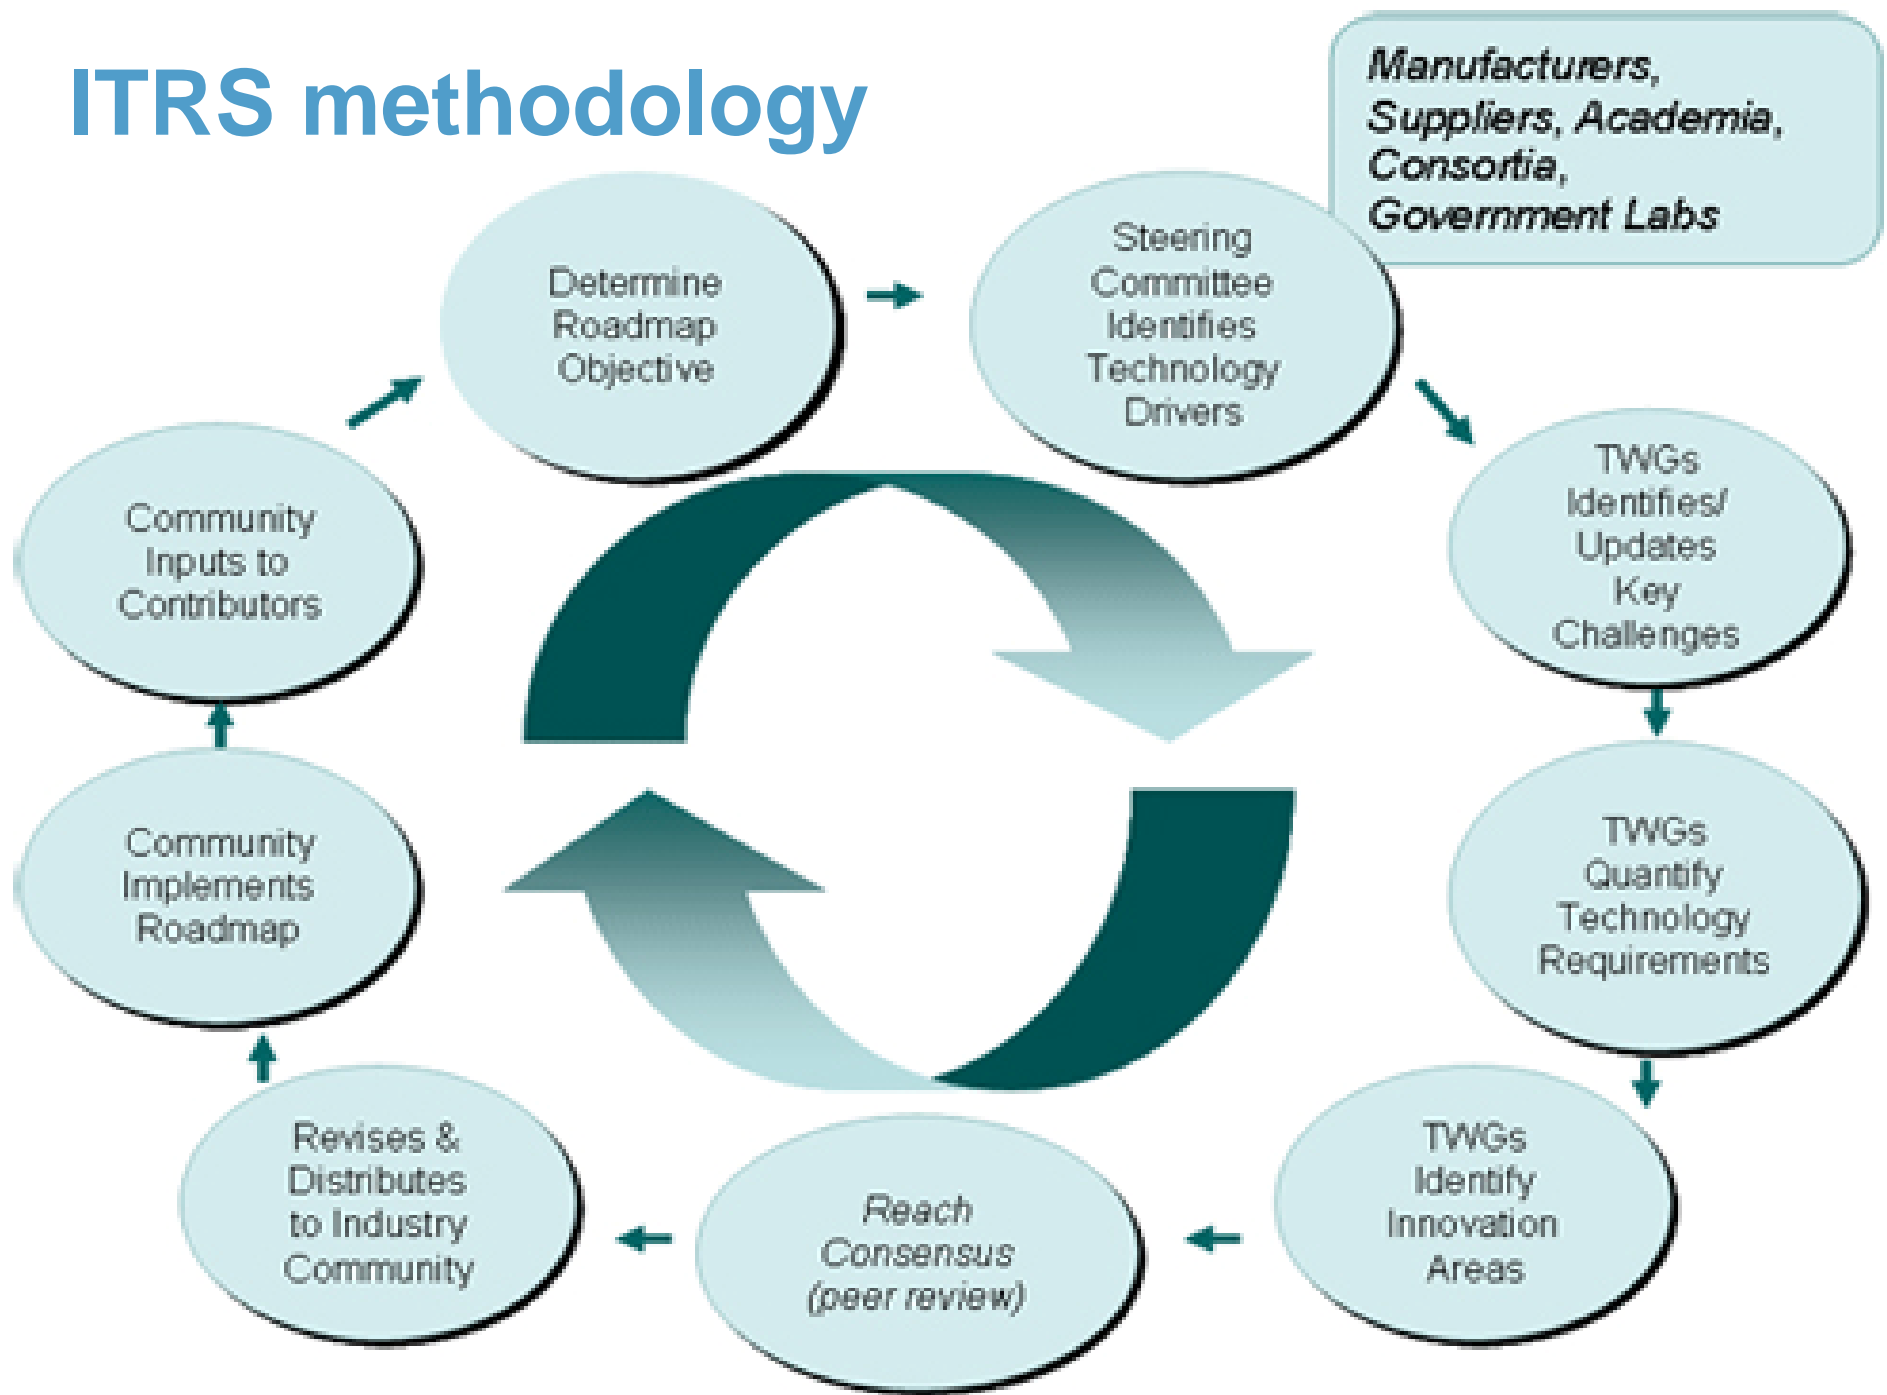 ITRS methodology
Manufacturers,
Suppliers, Academia,
Consortia,
Government Labs
Determine
Roadmap
Objective
Steering
Committee
Identifies
Technology
Drivers
TWGs
Identifies/
Updates
Key
Challenges
TWGs
Quantify
Technology
Requirements
TWGs
Identify
Innovation
Areas
Reach
Consensus
(peer review)
Revises &
Distributes
to Industry
Community
Community
Implements
Roadmap
Community
Inputs to
Contributors